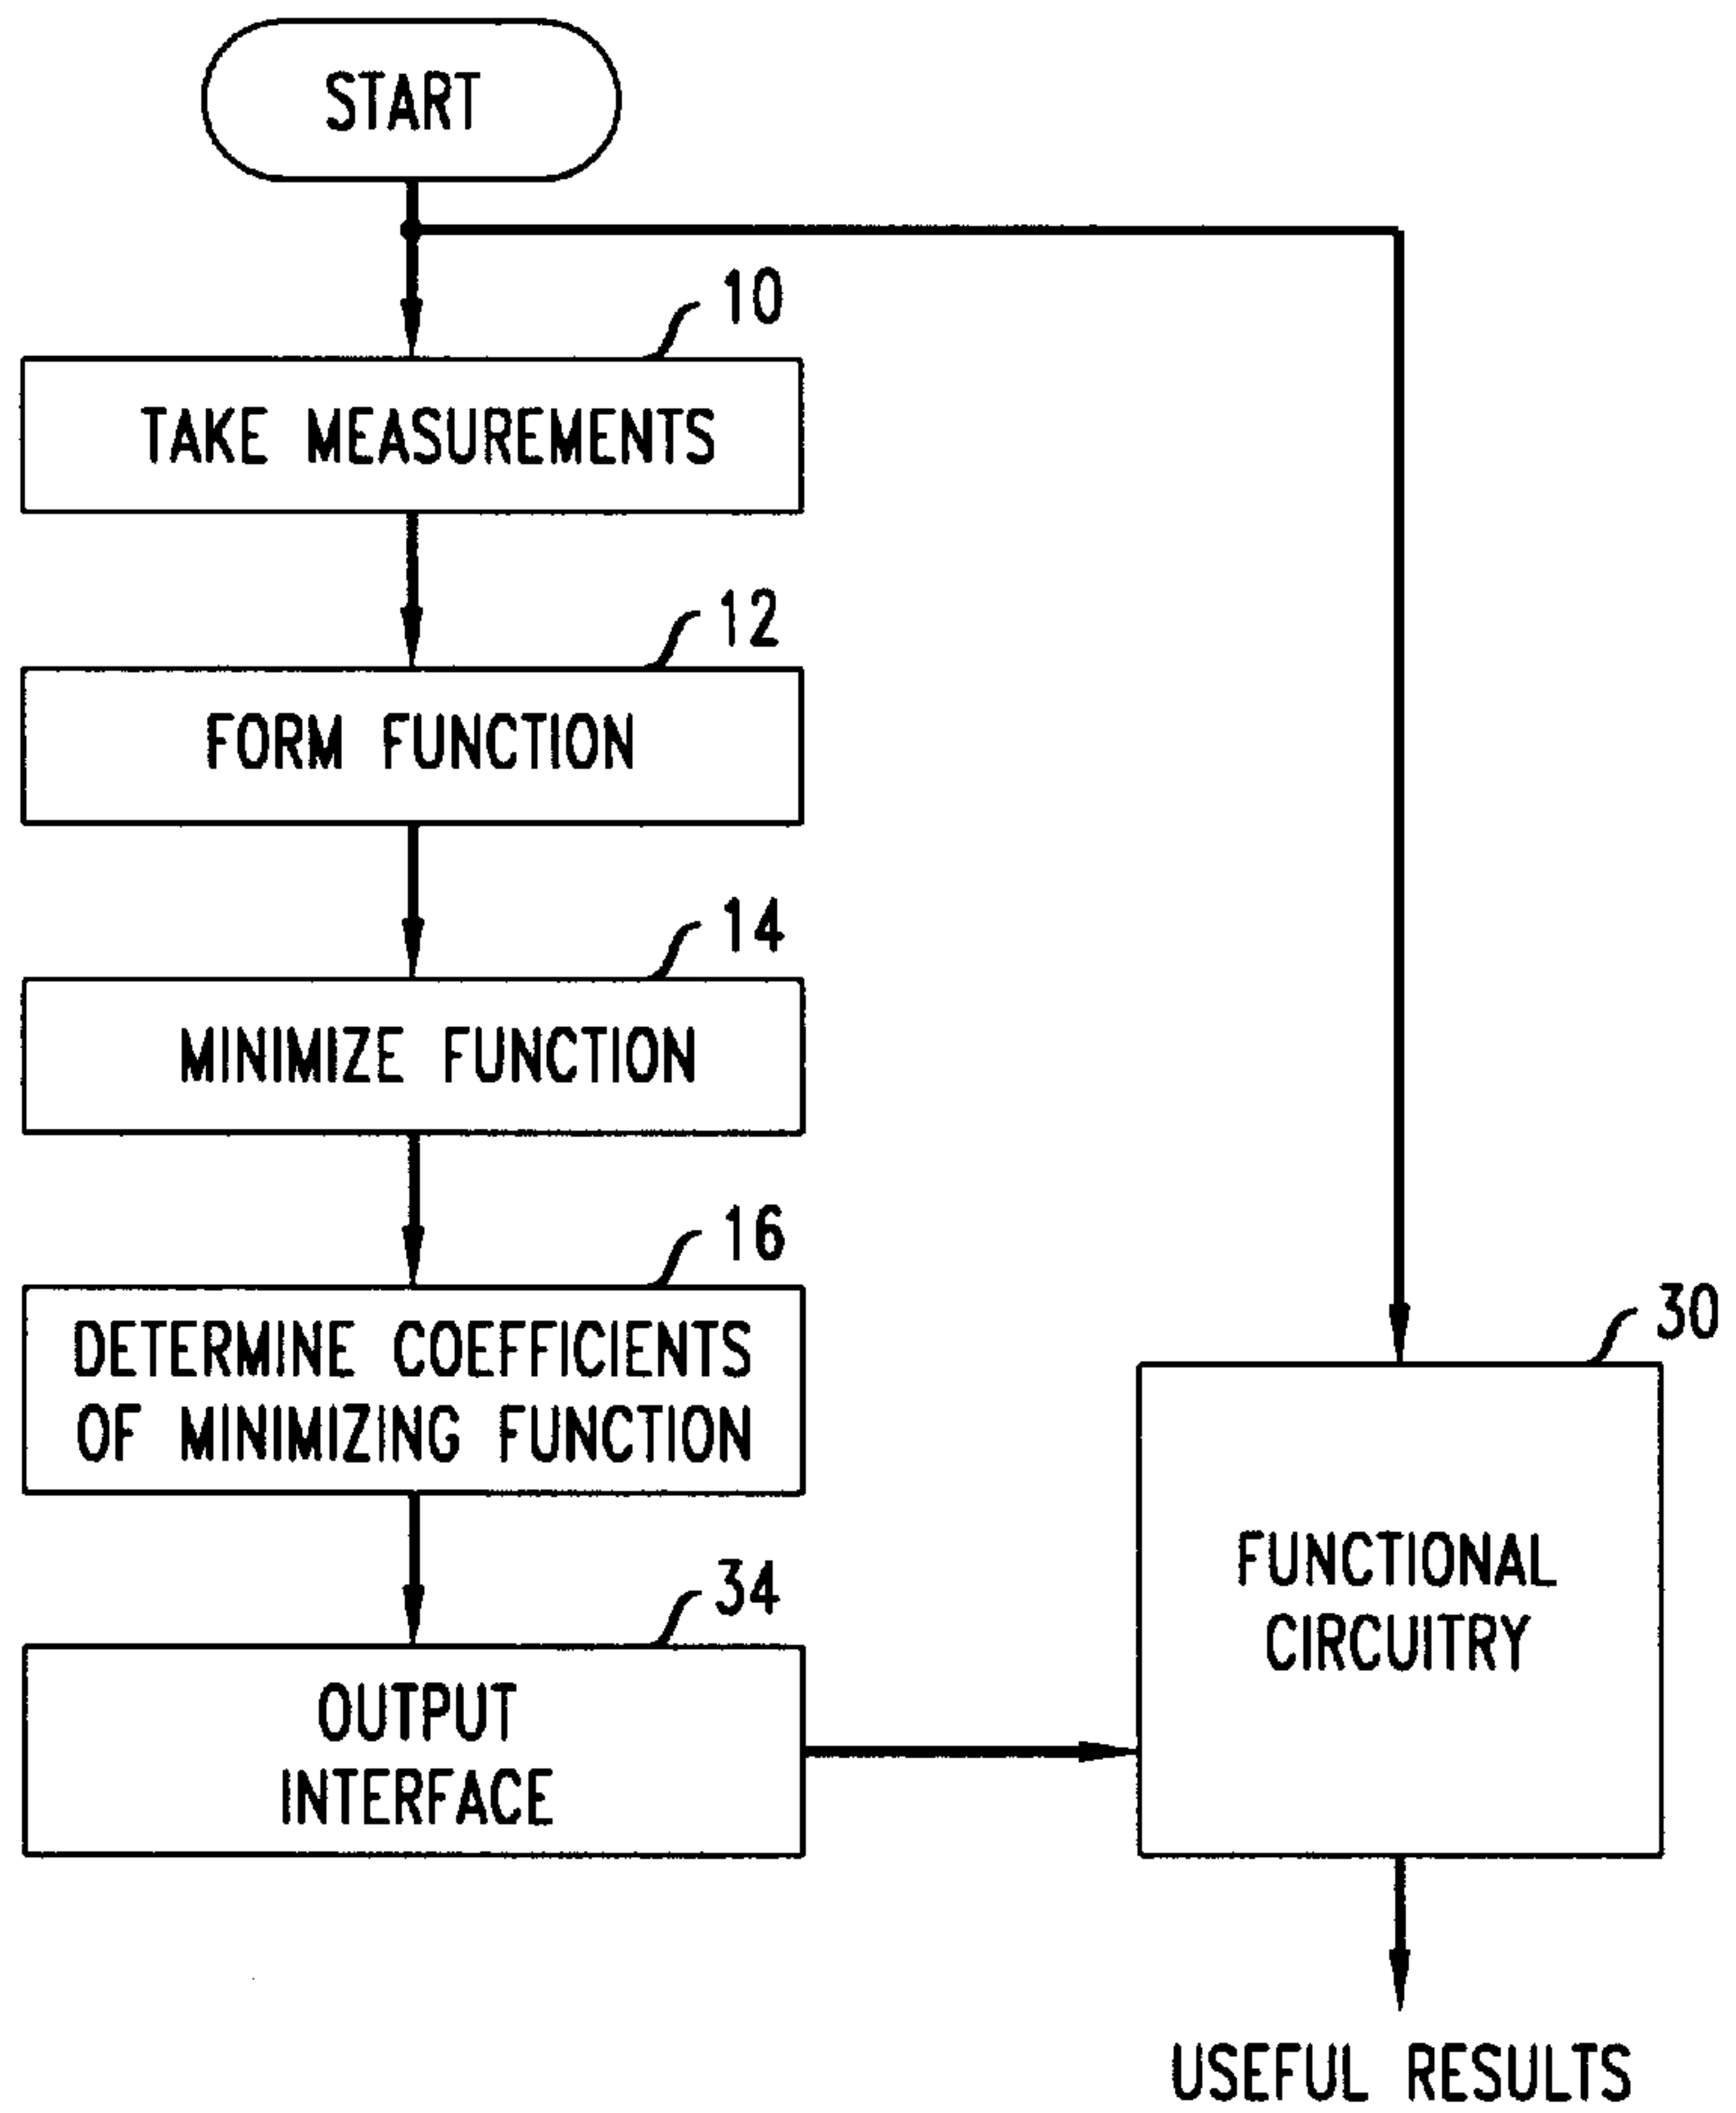 START
10
TAKE MEASUREMENTS
12
FORM FUNCTION
14
MINIMIZE FUNCTION
16
DETERMINE COEFFICIENTS
OF MINIMIZING FUNCTION
34
OUTPUT
INTERFACE
30
FUNCTIONAL
CIRCUITRY
USEFUL RESULTS